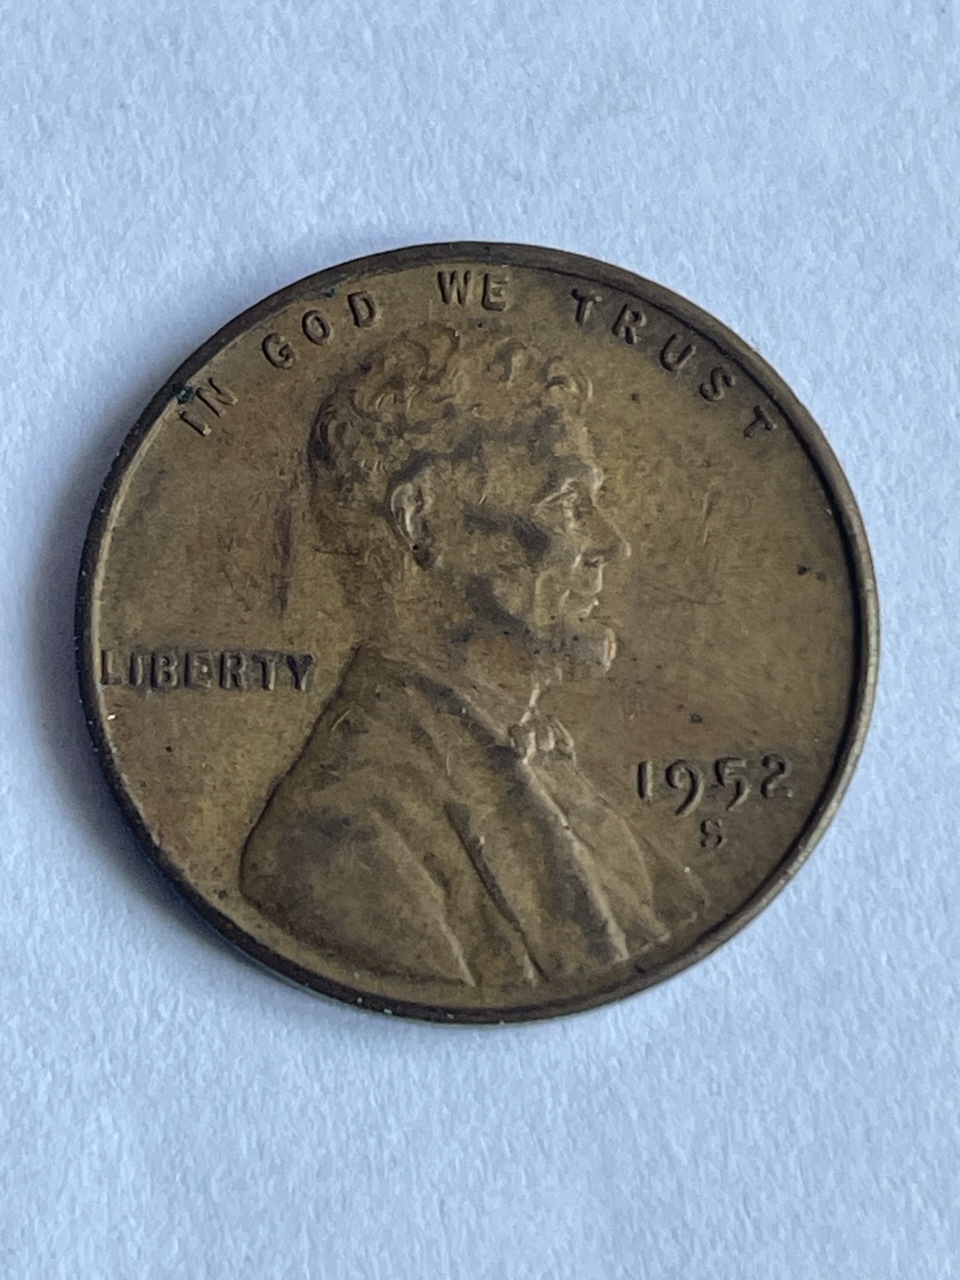 IN GOD WE TRUST
LIBERTY
1952
S